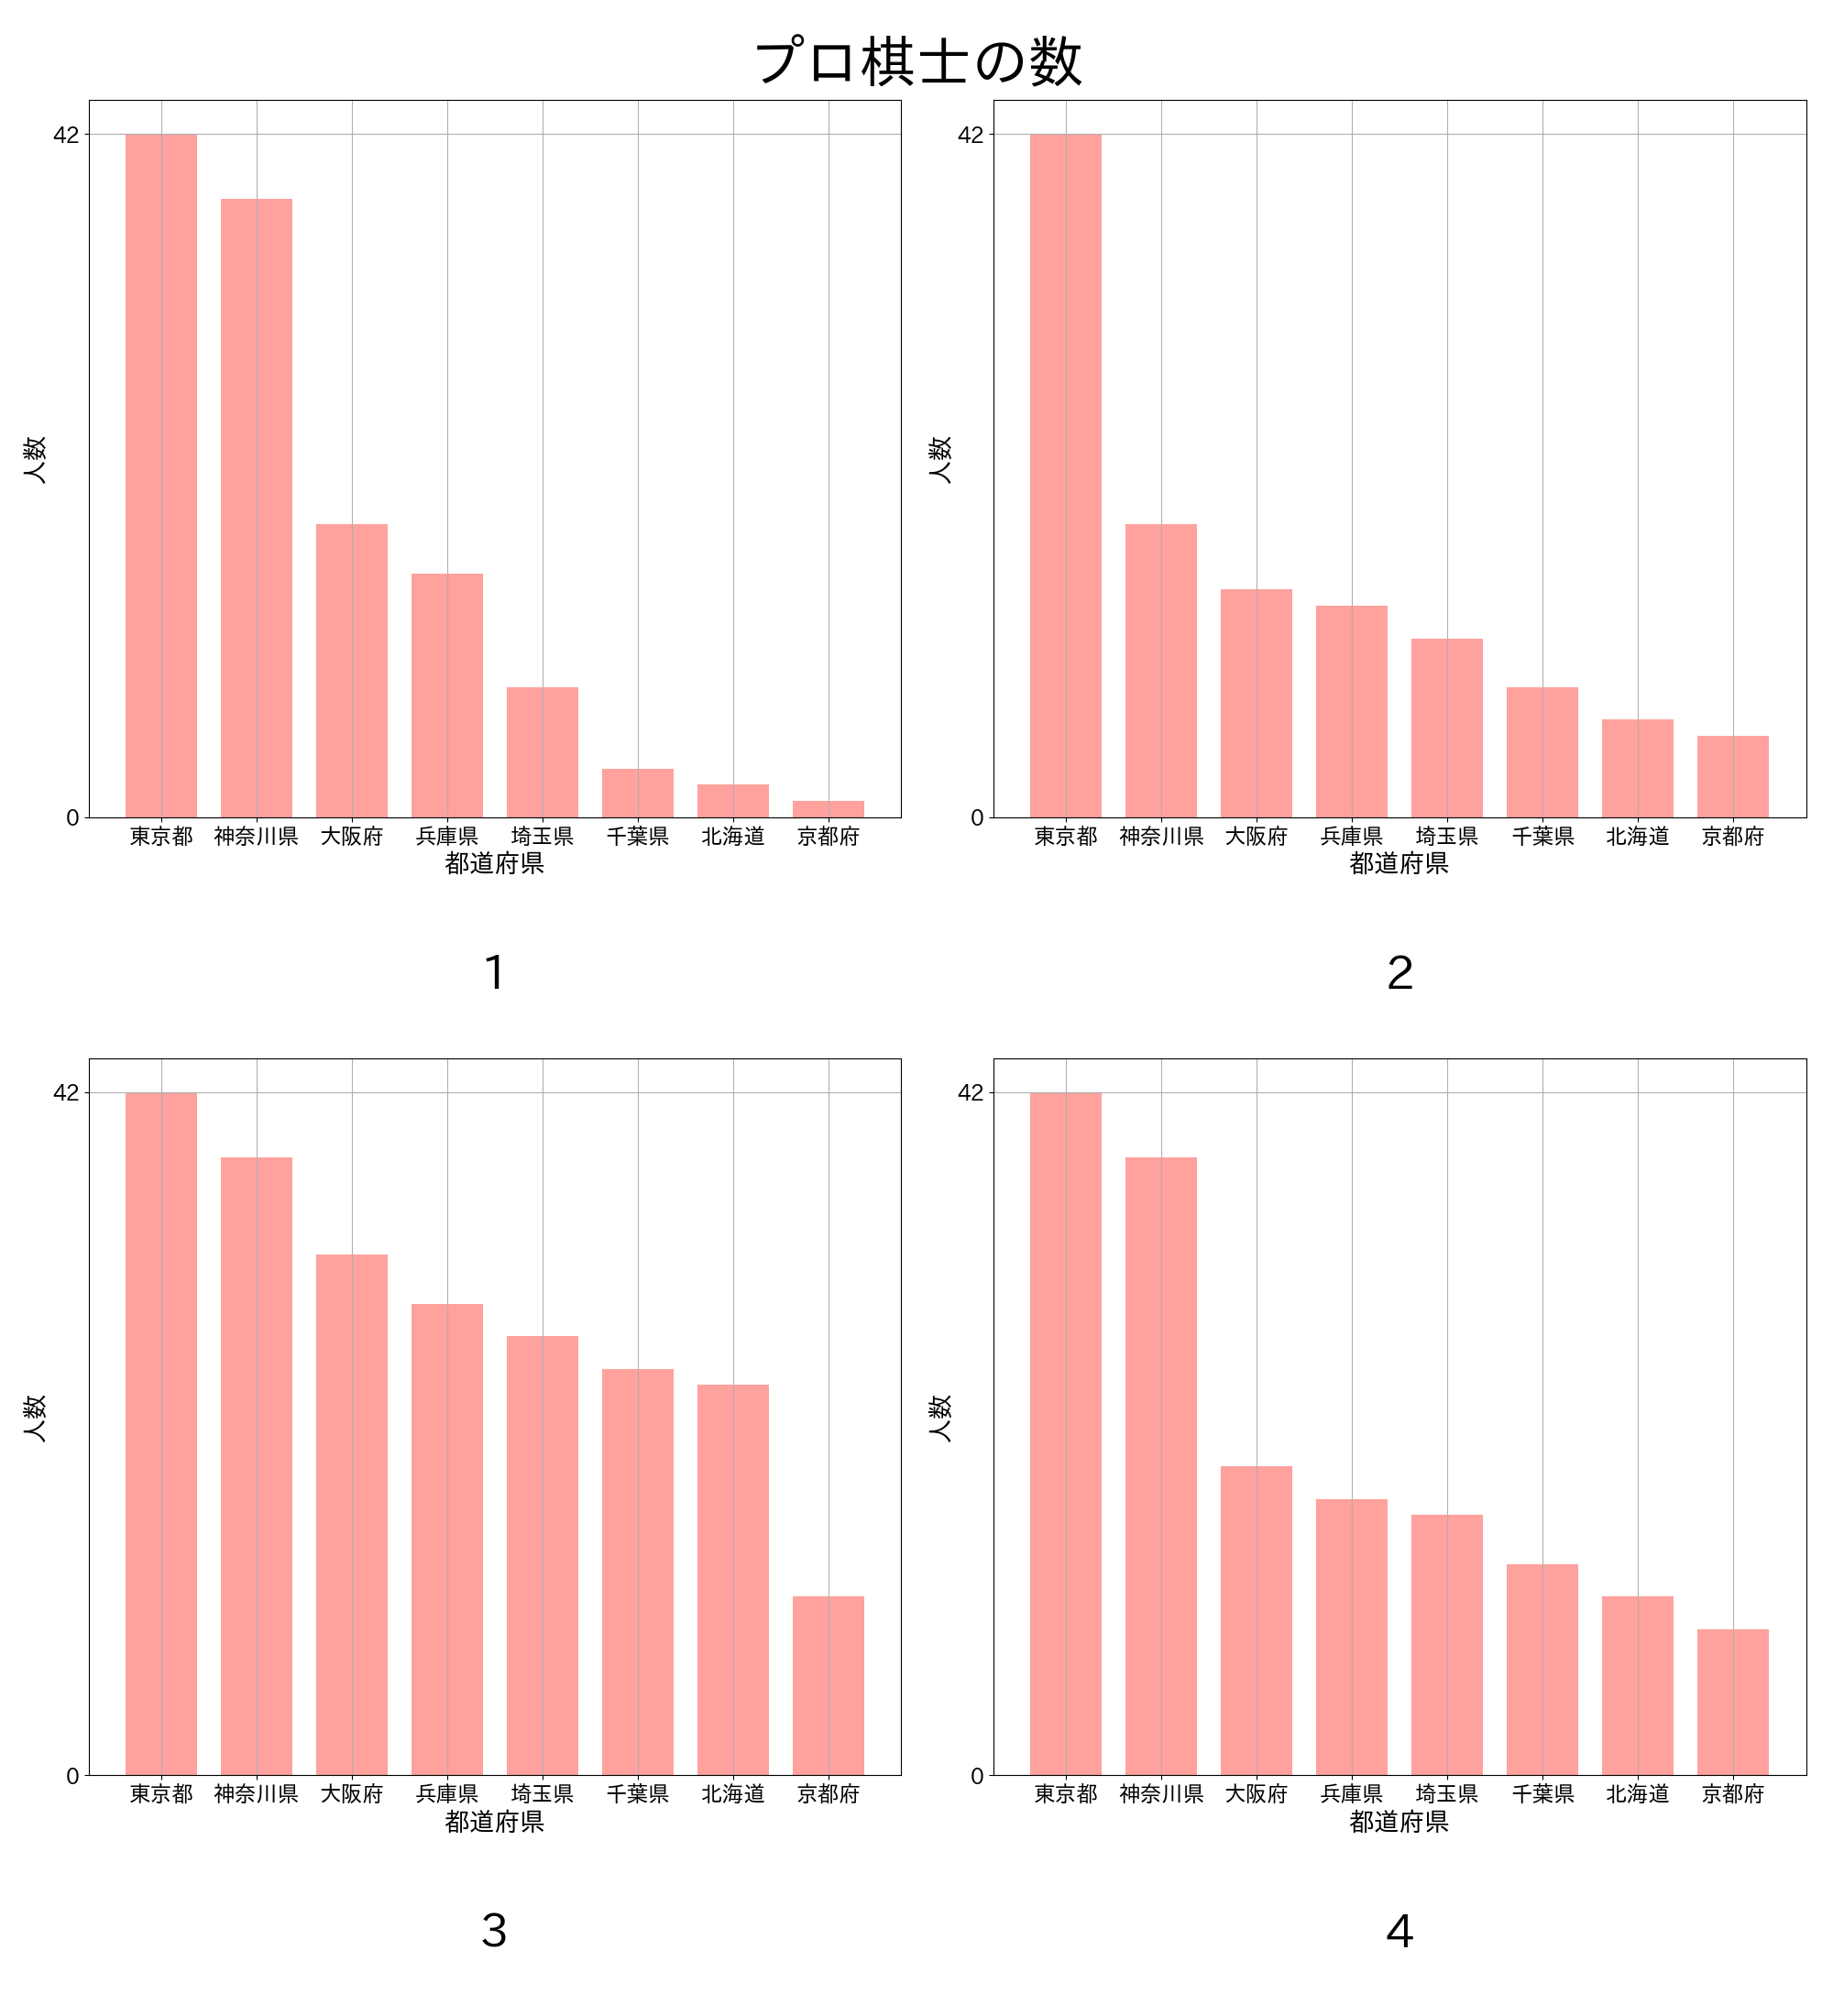 プロ棋士の数
42
人数
0
東京都 神奈川県 大阪府 兵庫県 埼玉県 千葉県 北海道 京都府
都道府県
1
42
人数
0
東京都 神奈川県 大阪府 兵庫県 埼玉県 千葉県 北海道 京都府
都道府県
2
42
人数
0
東京都 神奈川県 大阪府 兵庫県 埼玉県 千葉県 北海道 京都府
都道府県
3
42
人数
0
東京都 神奈川県 大阪府 兵庫県 埼玉県 千葉県 北海道 京都府
都道府県
4